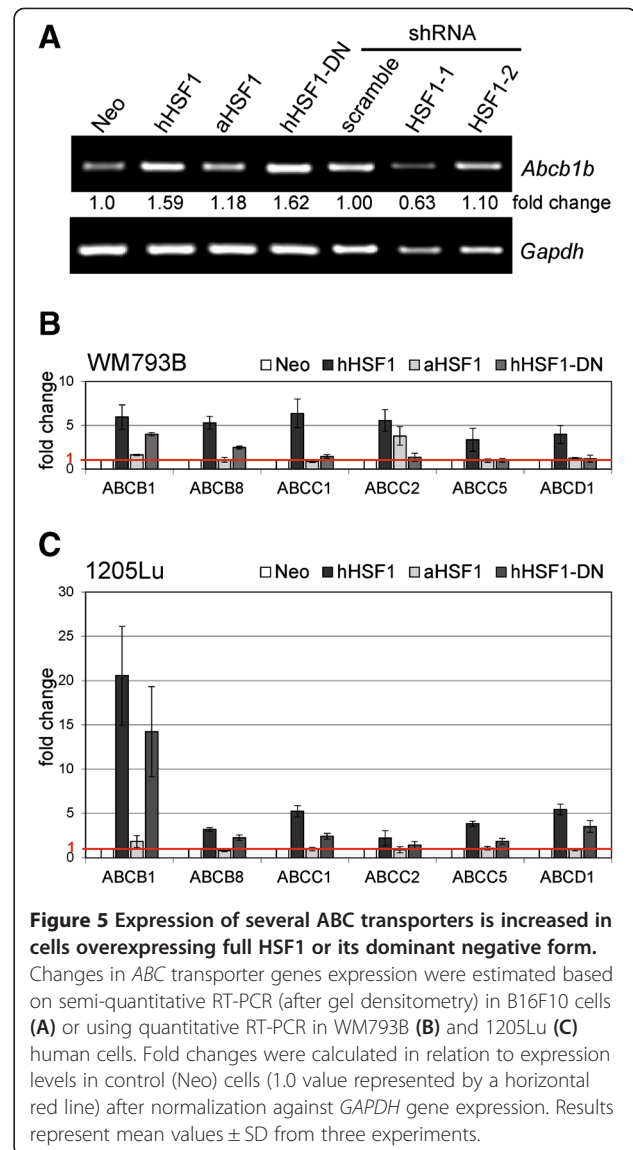 A
shRNA
Neo hHSF1 aHSF1 hHSF1-DN scramble HSF1-1 HSF1-2
Abcb1b
1.0 1.59 1.18 1.62 1.00 0.63 1.10 fold change
Gapdh
B
WM793B Neo hHSF1 aHSF1 hHSF1-DN
fold change
10
5
1
0
ABCB1 ABCB8 ABCC1 ABCC2 ABCC5 ABCD1
C
1205Lu Neo hHSF1 aHSF1 hHSF1-DN
fold change
30
25
20
15
10
5
1
0
ABCB1 ABCB8 ABCC1 ABCC2 ABCC5 ABCD1
Figure 5 Expression of several ABC transporters is increased in
cells overexpressing full HSF1 or its dominant negative form.
Changes in ABC transporter genes expression were estimated based
on semi-quantitative RT-PCR (after gel densitometry) in B16F10 cells
(A) or using quantitative RT-PCR in WM793B (B) and 1205Lu (C)
human cells. Fold changes were calculated in relation to expression
levels in control (Neo) cells (1.0 value represented by a horizontal
red line) after normalization against GAPDH gene expression. Results
represent mean values ± SD from three experiments.